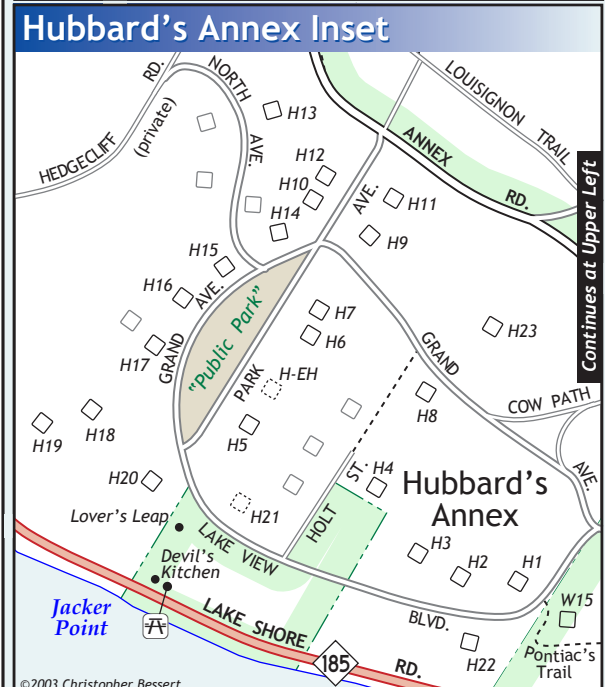 Hubbard's Annex Inset
HEDGECLIFF RD.
(private)
NORTH AVE.
LOUISIGNON TRAIL
ANNEX RD.
H13
H12
H10
H14
H11
H9
PARK AVE.
H15
H16
H17
GRAND AVE.
"Public Park"
H7
H6
H-EH
H5
GRAND AVE.
H23
H8
COW PATH
Continues at Upper Left
H19
H18
H20
H21
H4
HOLT ST.
Hubbard's
Annex
Lover's Leap
Devil's
Kitchen
LAKE VIEW BLVD.
H3
H2
H1
W15
H22
Pontiac's
Trail
Jacker
Point
LAKE SHORE RD.
185
©2003 Christopher Bessert